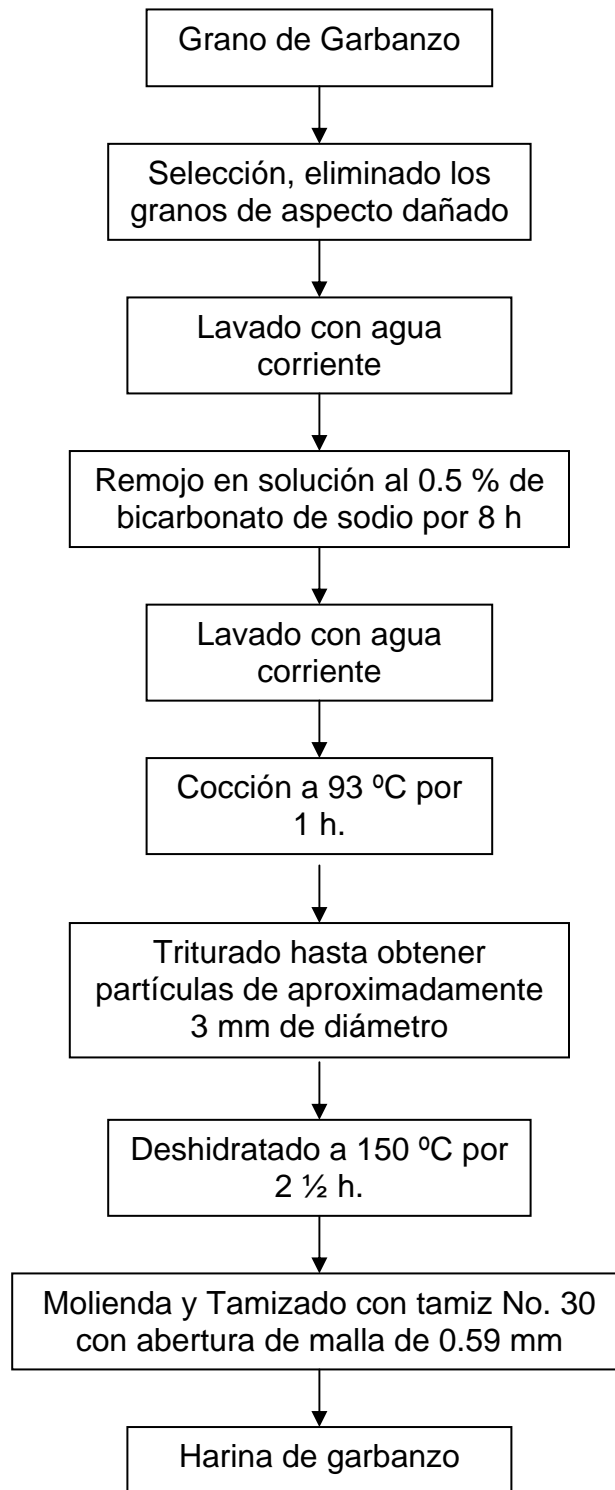 Grano de Garbanzo
Selección, eliminado los
granos de aspecto dañado
Lavado con agua
corriente
Remojo en solución al 0.5 % de
bicarbonato de sodio por 8 h
Lavado con agua
corriente
Cocción a 93 ºC por
1 h.
Triturado hasta obtener
partículas de aproximadamente
3 mm de diámetro
Deshidratado a 150 ºC por
2 ½ h.
Molienda y Tamizado con tamiz No. 30
con abertura de malla de 0.59 mm
Harina de garbanzo